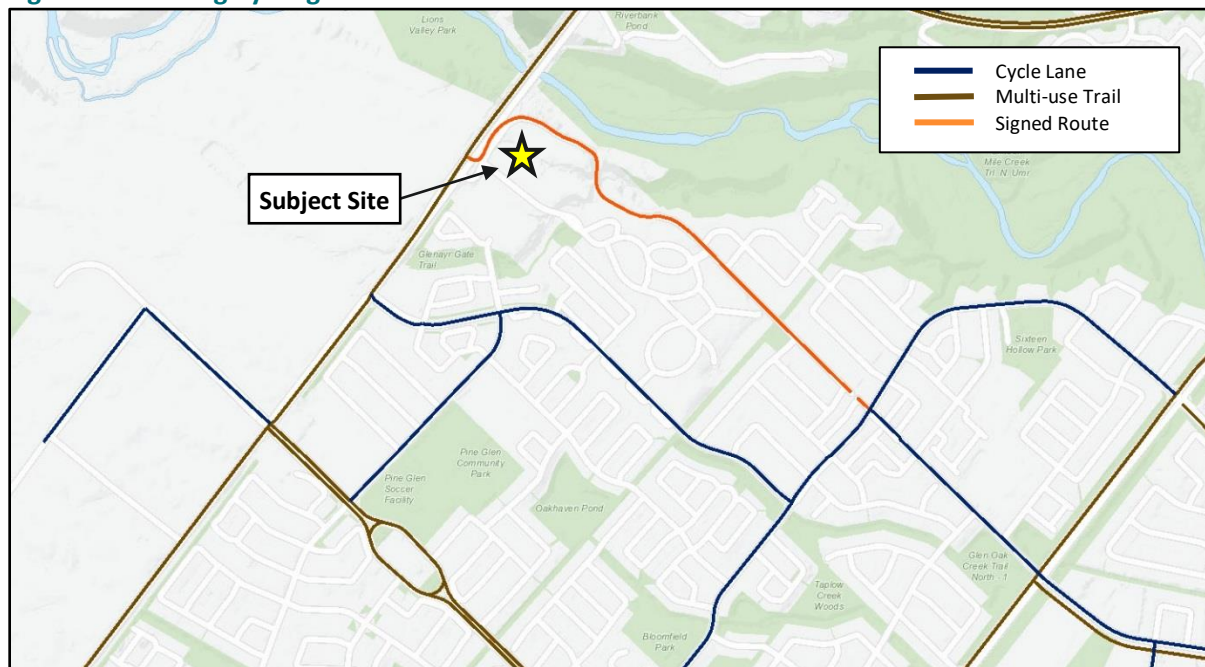 Lions
Valley Park
Riverbank
Pond
Cycle Lane
Multi-use Trail
Signed Route
Mile Creek
Trl. N. Umr
Subject Site
Glenayr Gate
Trail
Sixteen
Hollow Park
Pine Glen
Community
Park
Pine Glen
Soccer
Facility
Oakhaven Pond
Glen Oak
Creek Trail
North - 1
Taplow
Creek
Woods
Bloomfield
Park